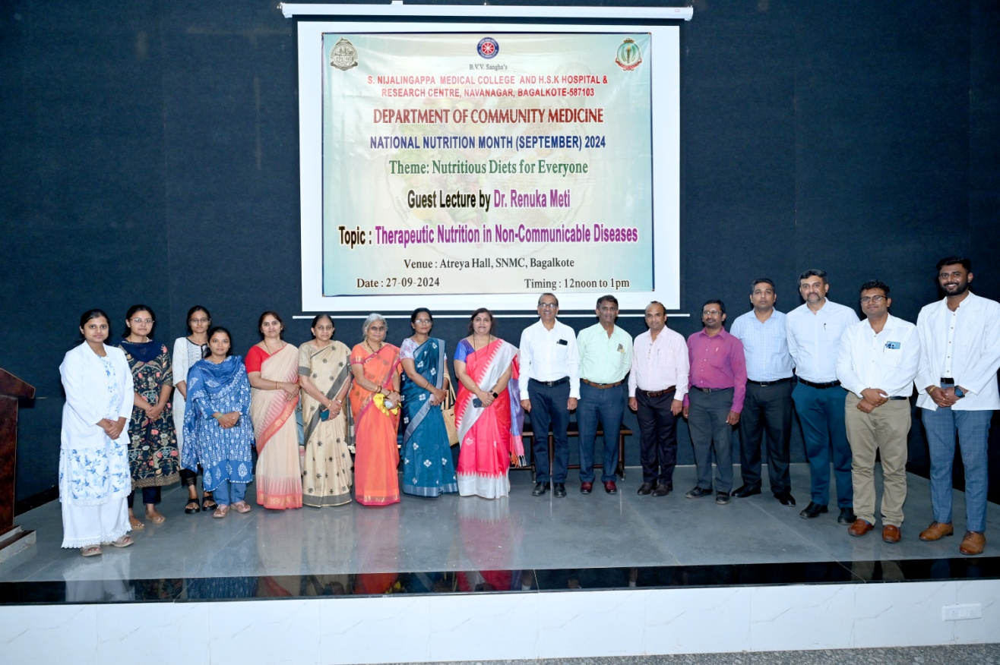 B.V.V. Sangha's
S. NIJALINGAPPA MEDICAL COLLEGE AND H.S.K HOSPITAL &
RESEARCH CENTRE, NAVANAGAR, BAGALKOTE-587103
DEPARTMENT OF COMMUNITY MEDICINE
NATIONAL NUTRITION MONTH (SEPTEMBER) 2024
Theme: Nutritious Diets for Everyone
Guest Lecture by Dr. Renuka Meti
Topic : Therapeutic Nutrition in Non-Communicable Diseases
Venue : Atreya Hall, SNMC, Bagalkote
Date : 27-09-2024 Timing : 12noon to 1pm